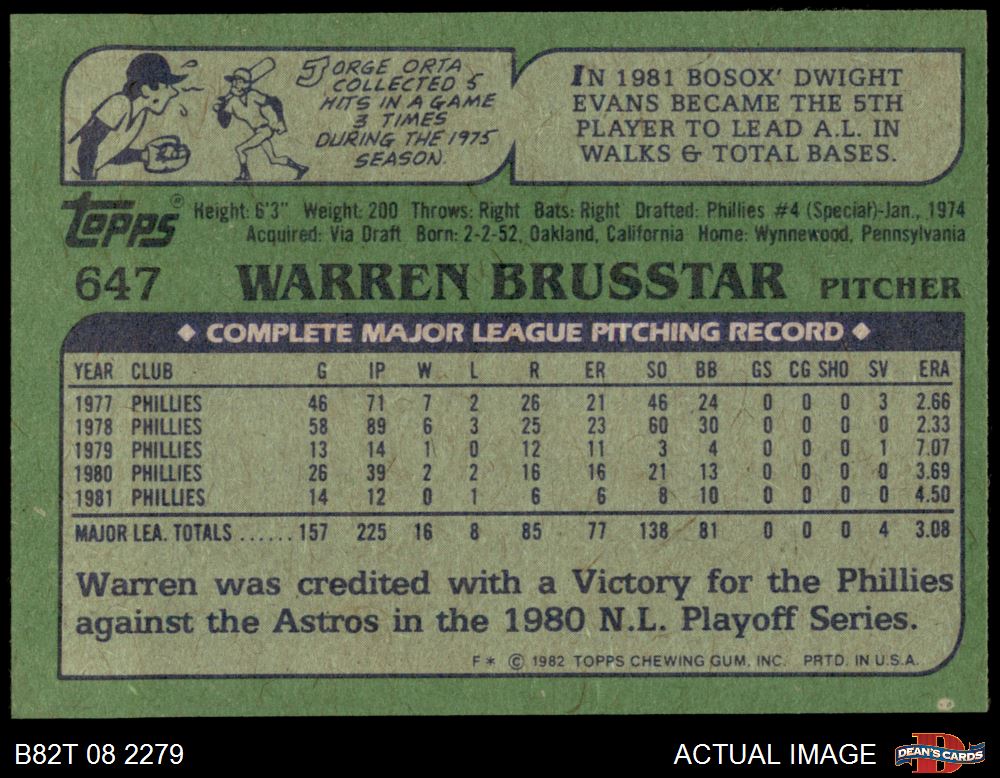 JORGE ORTA
COLLECTED 5
HITS IN A GAME
3 TIMES
DURING THE 1975
SEASON.
IN 1981 BOSOX' DWIGHT
EVANS BECAME THE 5TH
PLAYER TO LEAD A.L. IN
WALKS & TOTAL BASES.
topps®
Height: 6'3" Weight: 200 Throws: Right Bats: Right Drafted: Phillies #4 (Special)-Jan., 1974
Acquired: Via Draft Born: 2-2-52, Oakland, California Home: Wynnewood, Pennsylvania
647 WARREN BRUSSTAR PITCHER
◆ COMPLETE MAJOR LEAGUE PITCHING RECORD ◆
YEAR CLUB G IP W L R ER SO BB GS CG SHO SV ERA
1977 PHILLIES 46 71 7 2 26 21 46 24 0 0 0 3 2.66
1978 PHILLIES 58 89 6 3 25 23 60 30 0 0 0 0 2.33
1979 PHILLIES 13 14 1 0 12 11 3 4 0 0 0 1 7.07
1980 PHILLIES 26 39 2 2 16 16 21 13 0 0 0 0 3.69
1981 PHILLIES 14 12 0 1 6 6 8 10 0 0 0 0 4.50
MAJOR LEA. TOTALS ...... 157 225 16 8 85 77 138 81 0 0 0 4 3.08
Warren was credited with a Victory for the Phillies
against the Astros in the 1980 N.L. Playoff Series.
F* © 1982 TOPPS CHEWING GUM, INC. PRTD. IN U.S.A.
B82T 08 2279
ACTUAL IMAGE
D
DEAN'S CARDS